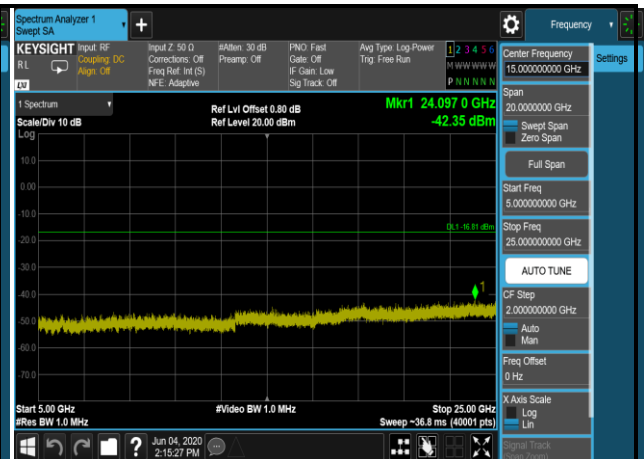 Spectrum Analyzer 1
Swept SA
+
Frequency
KEYSIGHT
RL
LXI
Input: RF
Coupling: DC
Align: Off
Input Z: 50 Ω
Corrections: Off
Freq Ref: Int (S)
NFE: Adaptive
#Atten: 30 dB
Preamp: Off
PNO: Fast
Gate: Off
IF Gain: Low
Sig Track: Off
Avg Type: Log-Power
Trig: Free Run
1 2 3 4 5 6
M W W W W W
P N N N N N
Center Frequency
15.000000000 GHz
Settings
Span
20.0000000 GHz
Swept Span
Zero Span
Full Span
Start Freq
5.000000000 GHz
Stop Freq
25.000000000 GHz
AUTO TUNE
CF Step
2.000000000 GHz
Auto
Man
Freq Offset
0 Hz
X Axis Scale
Log
Lin
Signal Track
(Span Zoom)
1 Spectrum
Scale/Div 10 dB
Log
Ref Lvl Offset 0.80 dB
Ref Level 20.00 dBm
Mkr1 24.097 0 GHz
-42.35 dBm
10.0
0.00
-10.0
DL1 -16.81 dBm
-20.0
-30.0
1
-40.0
-50.0
-60.0
-70.0
Start 5.00 GHz
#Res BW 1.0 MHz
#Video BW 1.0 MHz
Stop 25.00 GHz
Sweep ~36.8 ms (40001 pts)
?
Jun 04, 2020
2:15:27 PM